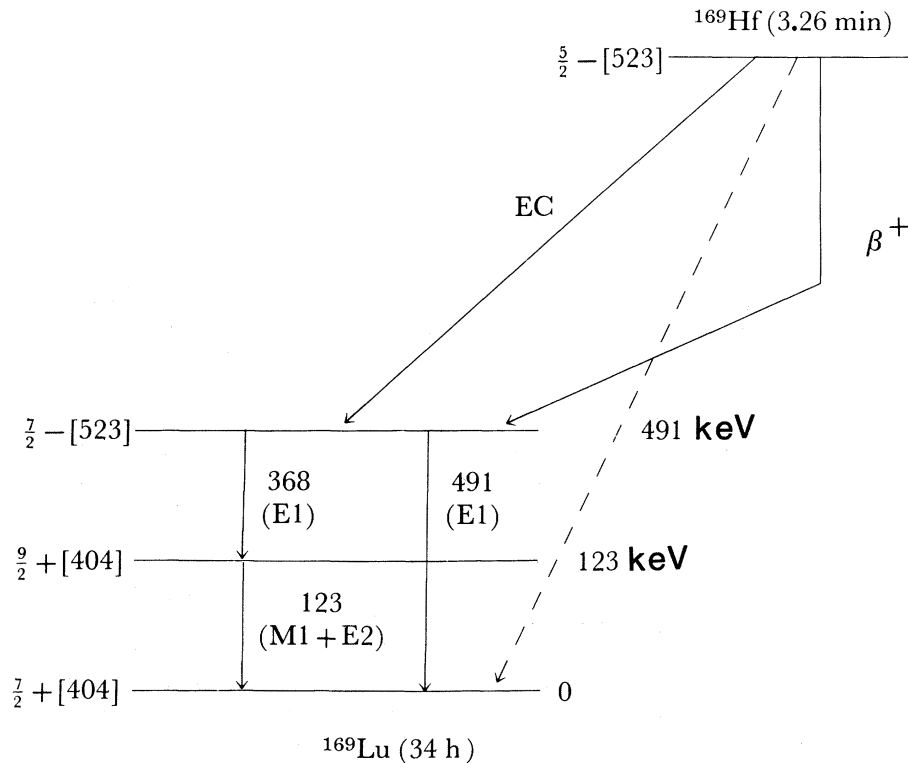 ¹⁶⁹Hf (3.26 min)
5/2 − [523]
EC
β⁺
7/2 − [523]
491 keV
368
(E1)
491
(E1)
9/2 + [404]
123 keV
123
(M1 + E2)
7/2 + [404]
0
¹⁶⁹Lu (34 h)